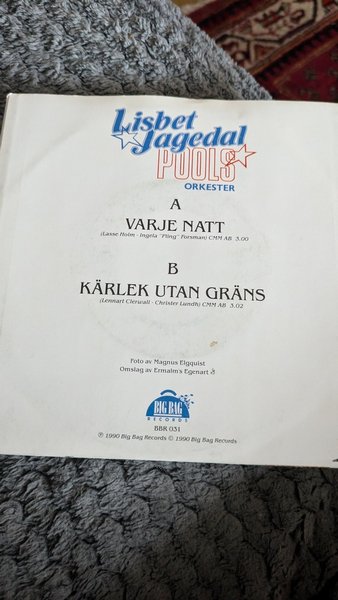 Lisbet
Jagedal
POOLS
ORKESTER
A
VARJE NATT
(Lasse Holm - Ingela "Pling" Forsman) CMM AB 3.00
B
KÄRLEK UTAN GRÄNS
(Lennart Clerwall - Christer Lundh) CMM AB 3.02
Foto av Magnus Elgquist
Omslag av Ermalm's Egenart
BIG BAG
RECORDS
BBR 031
℗ 1990 Big Bag Records © 1990 Big Bag Records